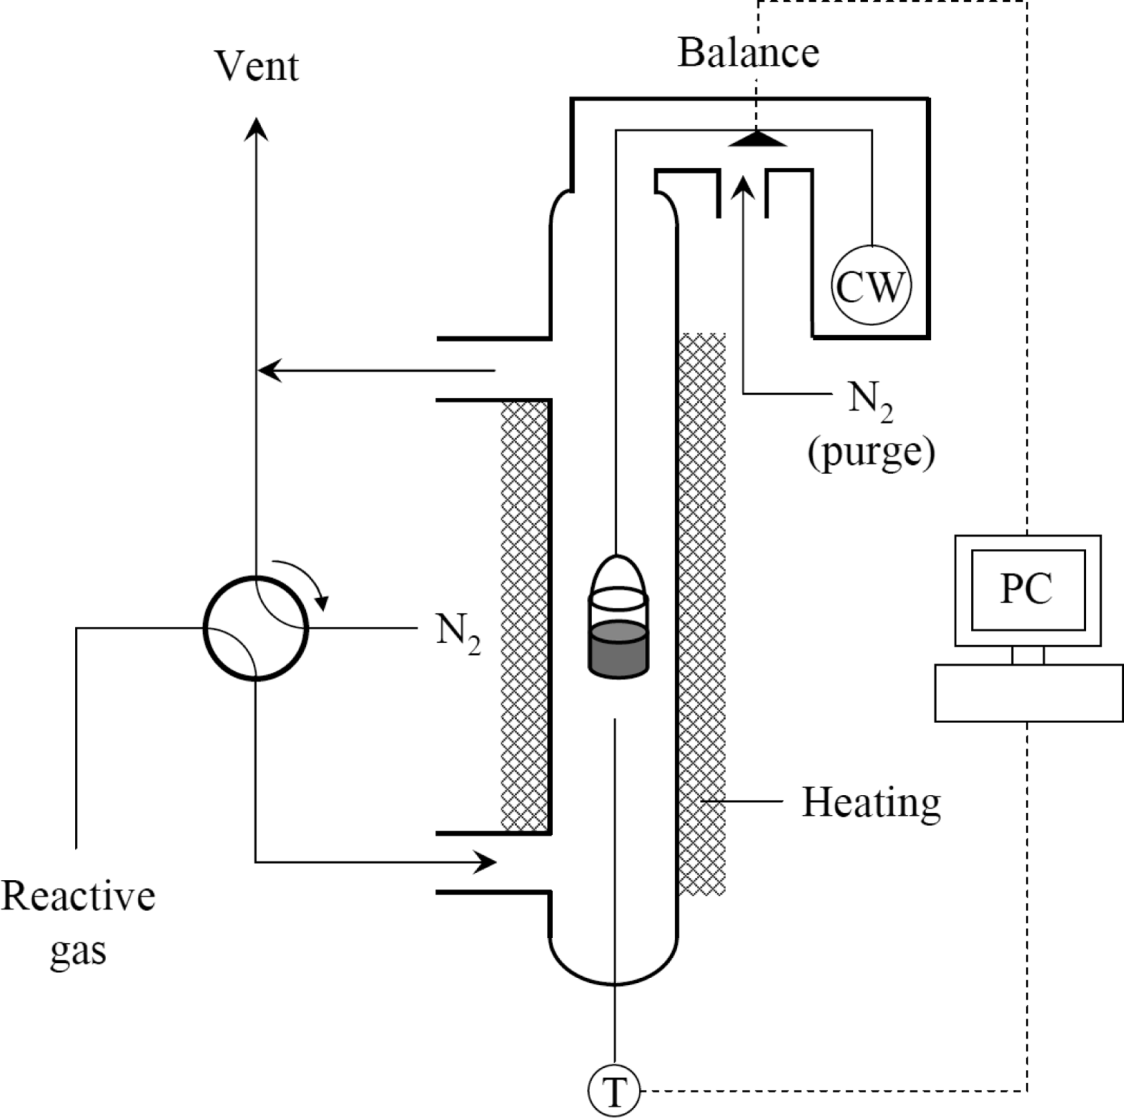 Balance
Vent
CW
N2
(purge)
PC
N2
Heating
Reactive
gas
T